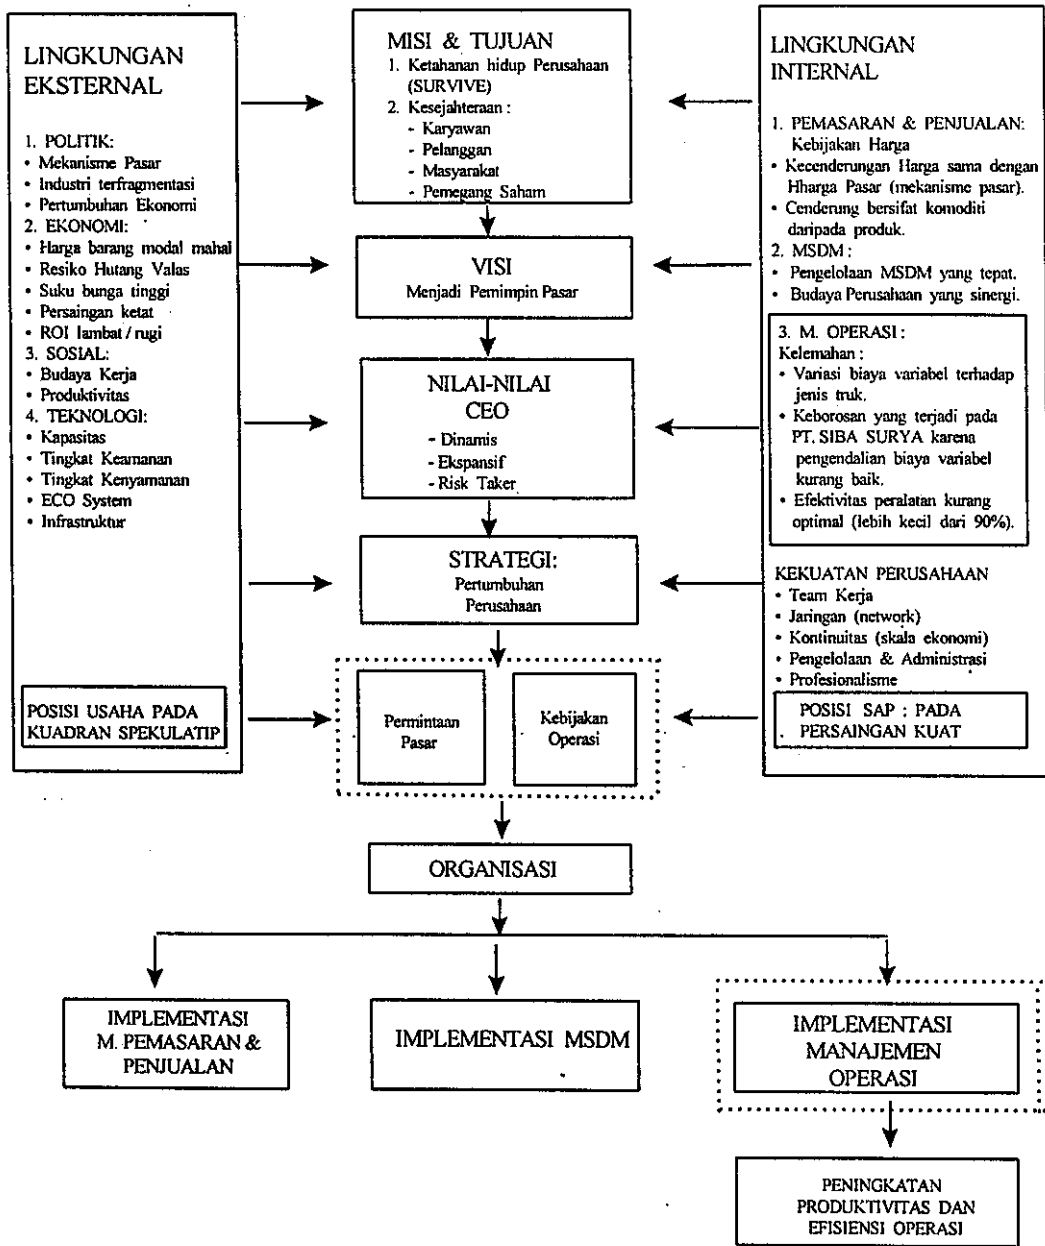 LINGKUNGAN
EKSTERNAL
1. POLITIK:
• Mekanisme Pasar
• Industri terfragmentasi
• Pertumbuhan Ekonomi
2. EKONOMI:
• Harga barang modal mahal
• Resiko Hutang Valas
• Suku bunga tinggi
• Persaingan ketat
• ROI lambat / rugi
3. SOSIAL:
• Budaya Kerja
• Produktivitas
4. TEKNOLOGI:
• Kapasitas
• Tingkat Keamanan
• Tingkat Kenyamanan
• ECO System
• Infrastruktur
POSISI USAHA PADA
KUADRAN SPEKULATIP
MISI & TUJUAN
1. Ketahanan hidup Perusahaan
(SURVIVE)
2. Kesejahteraan :
- Karyawan
- Pelanggan
- Masyarakat
- Pemegang Saham
VISI
Menjadi Pemimpin Pasar
NILAI-NILAI
CEO
- Dinamis
- Ekspansif
- Risk Taker
STRATEGI:
Pertumbuhan
Perusahaan
Permintaan
Pasar
Kebijakan
Operasi
LINGKUNGAN
INTERNAL
1. PEMASARAN & PENJUALAN:
Kebijakan Harga
• Kecenderungan Harga sama dengan
Hharga Pasar (mekanisme pasar).
• Cenderung bersifat komoditi
daripada produk.
2. MSDM :
• Pengelolaan MSDM yang tepat.
• Budaya Perusahaan yang sinergi.
3. M. OPERASI :
Kelemahan :
• Variasi biaya variabel terhadap
jenis truk.
• Keborosan yang terjadi pada
PT. SIBA SURYA karena
pengendalian biaya variabel
kurang baik.
• Efektivitas peralatan kurang
optimal (lebih kecil dari 90%).
KEKUATAN PERUSAHAAN
• Team Kerja
• Jaringan (network)
• Kontinuitas (skala ekonomi)
• Pengelolaan & Administrasi
• Profesionalisme
POSISI SAP : PADA
PERSAINGAN KUAT
ORGANISASI
IMPLEMENTASI
M. PEMASARAN &
PENJUALAN
IMPLEMENTASI MSDM
IMPLEMENTASI
MANAJEMEN
OPERASI
PENINGKATAN
PRODUKTIVITAS DAN
EFISIENSI OPERASI